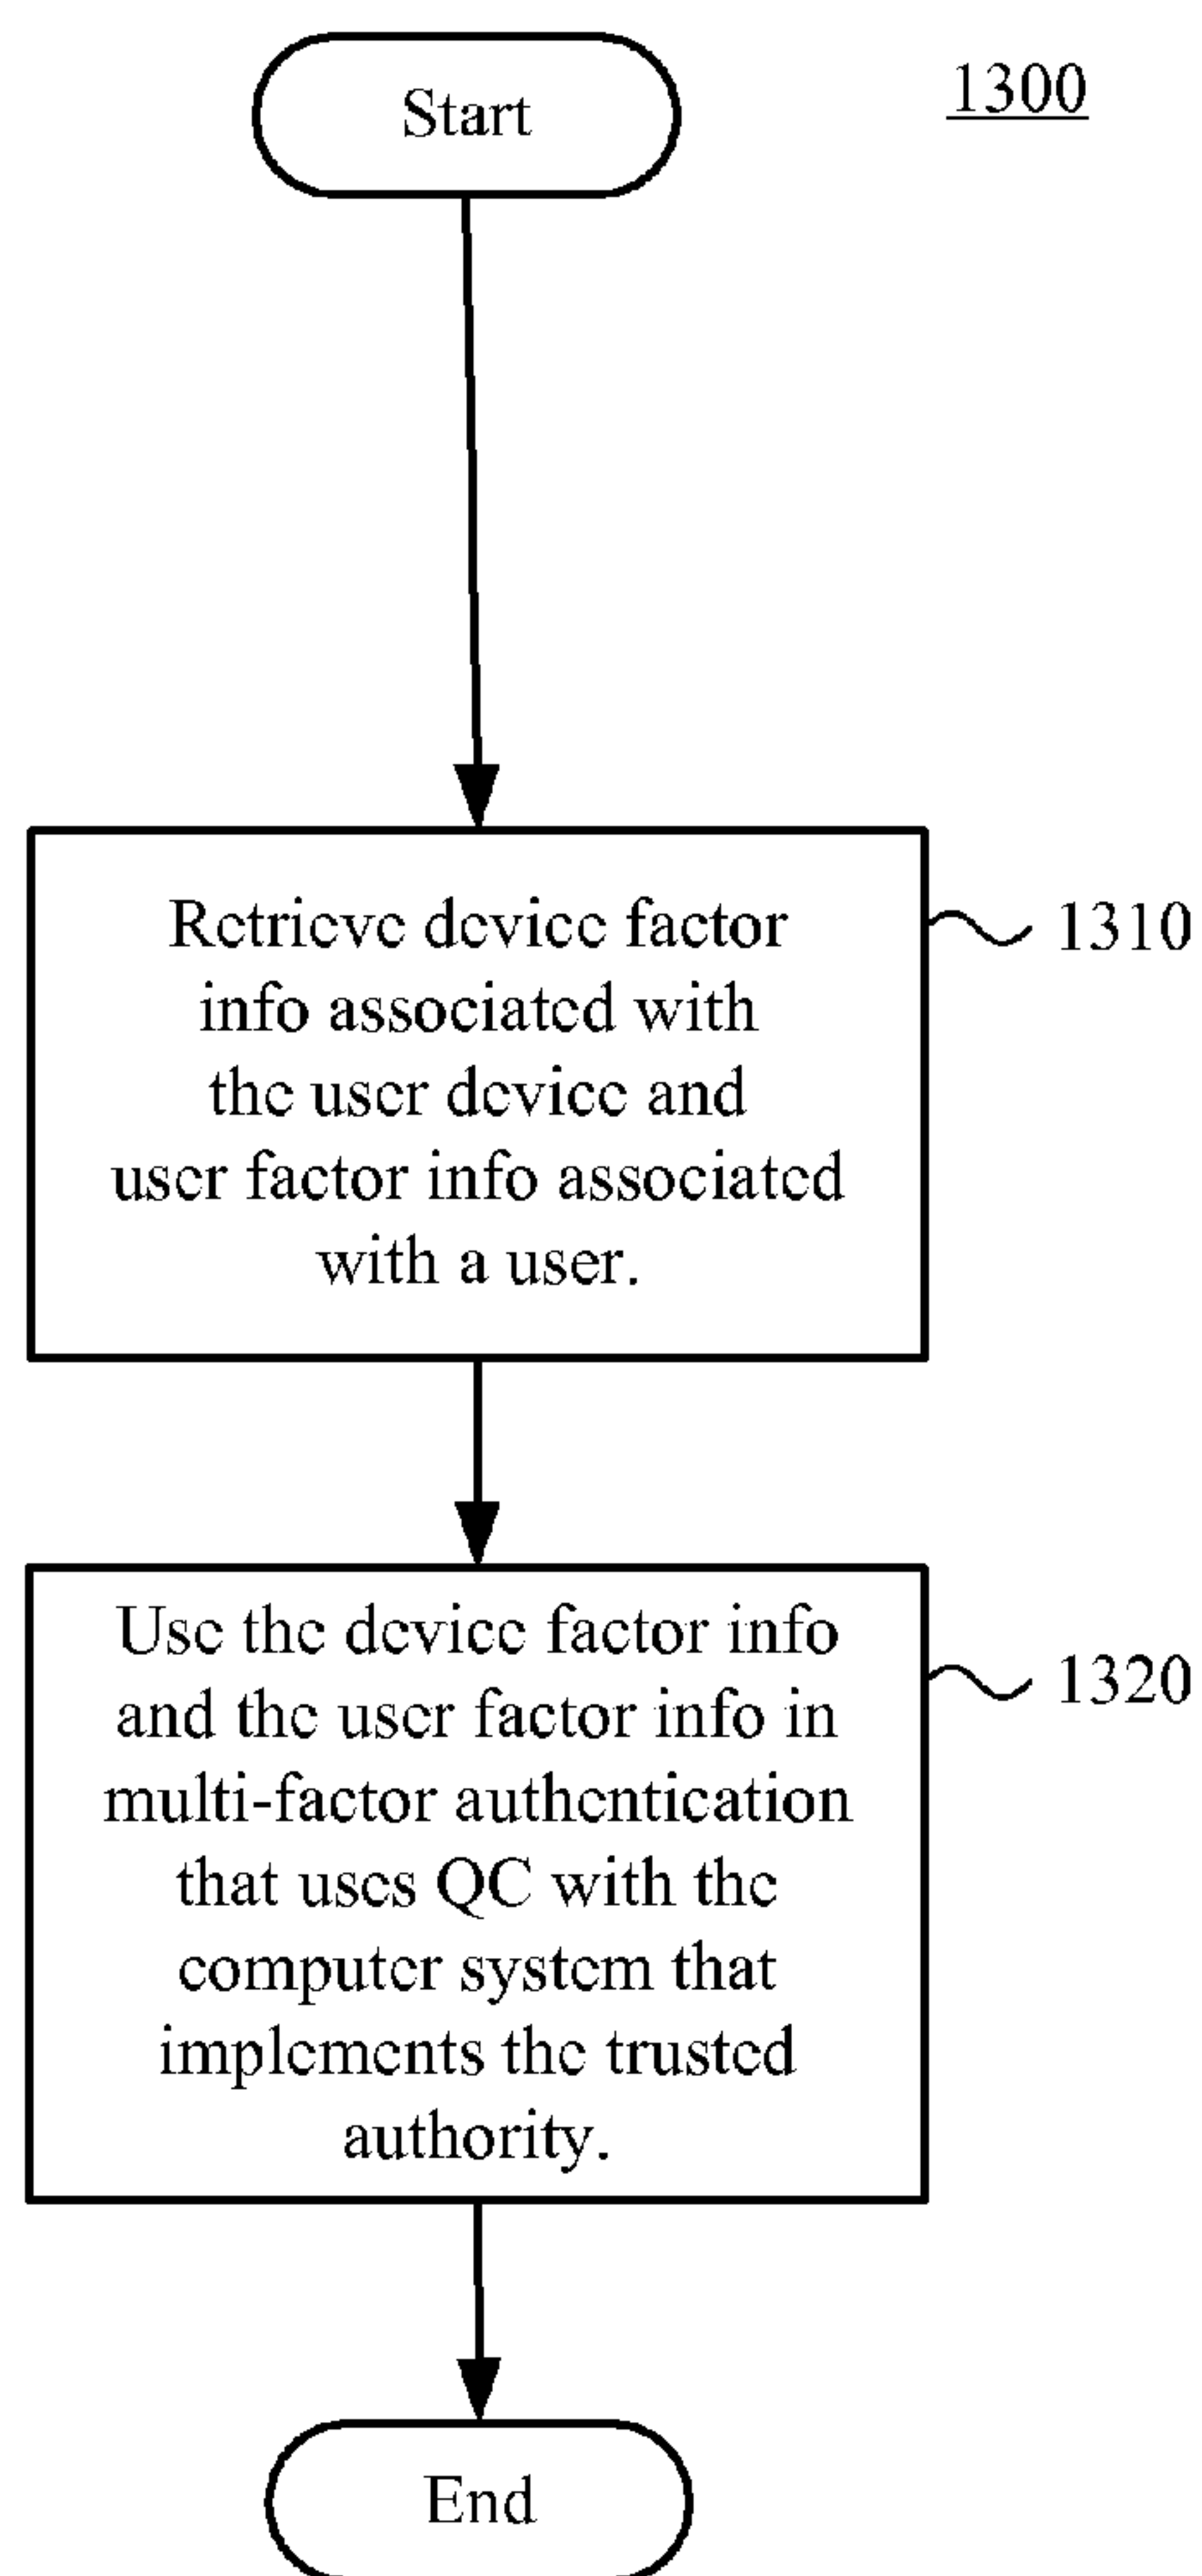 Start
1300
Retrieve device factor
info associated with
the user device and
user factor info associated
with a user.
1310
Use the device factor info
and the user factor info in
multi-factor authentication
that uses QC with the
computer system that
implements the trusted
authority.
1320
End